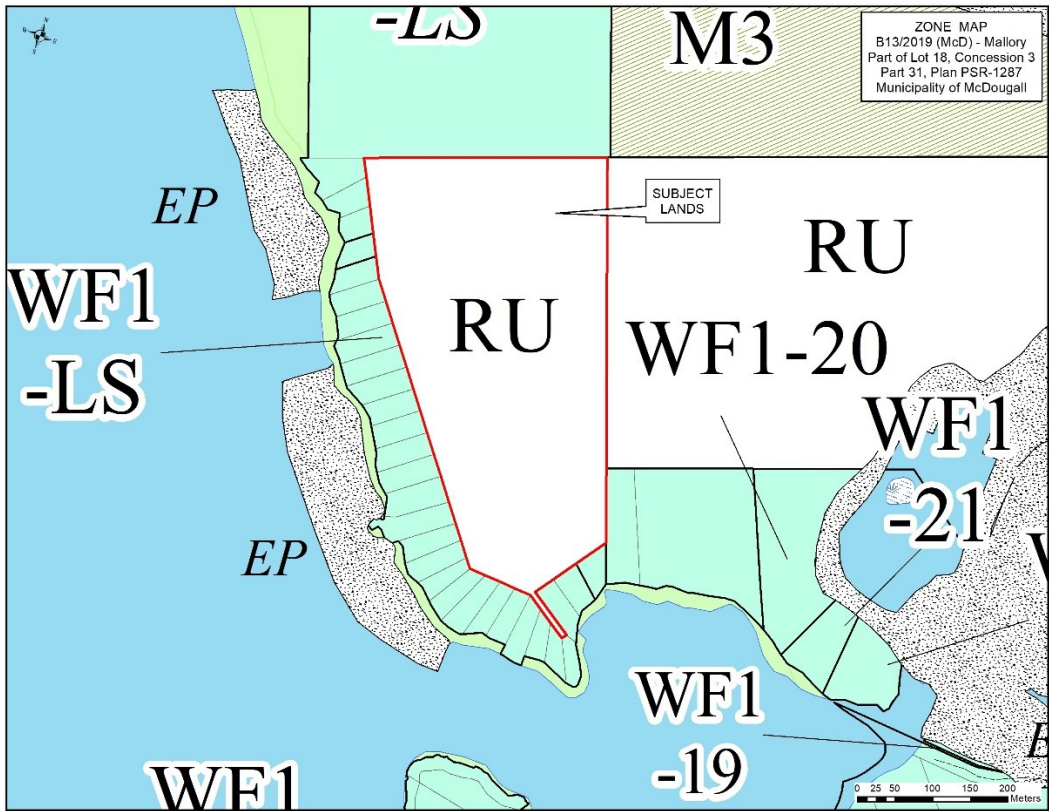 -LS
M3
ZONE MAP
B13/2019 (McD) - Mallory
Part of Lot 18, Concession 3
Part 31, Plan PSR-1287
Municipality of McDougall
SUBJECT
LANDS
EP
RU
WF1
-LS
RU
WF1-20
WF1
-21
EP
WF1
-19
WF1
0 25 50 100 150 200
Meters